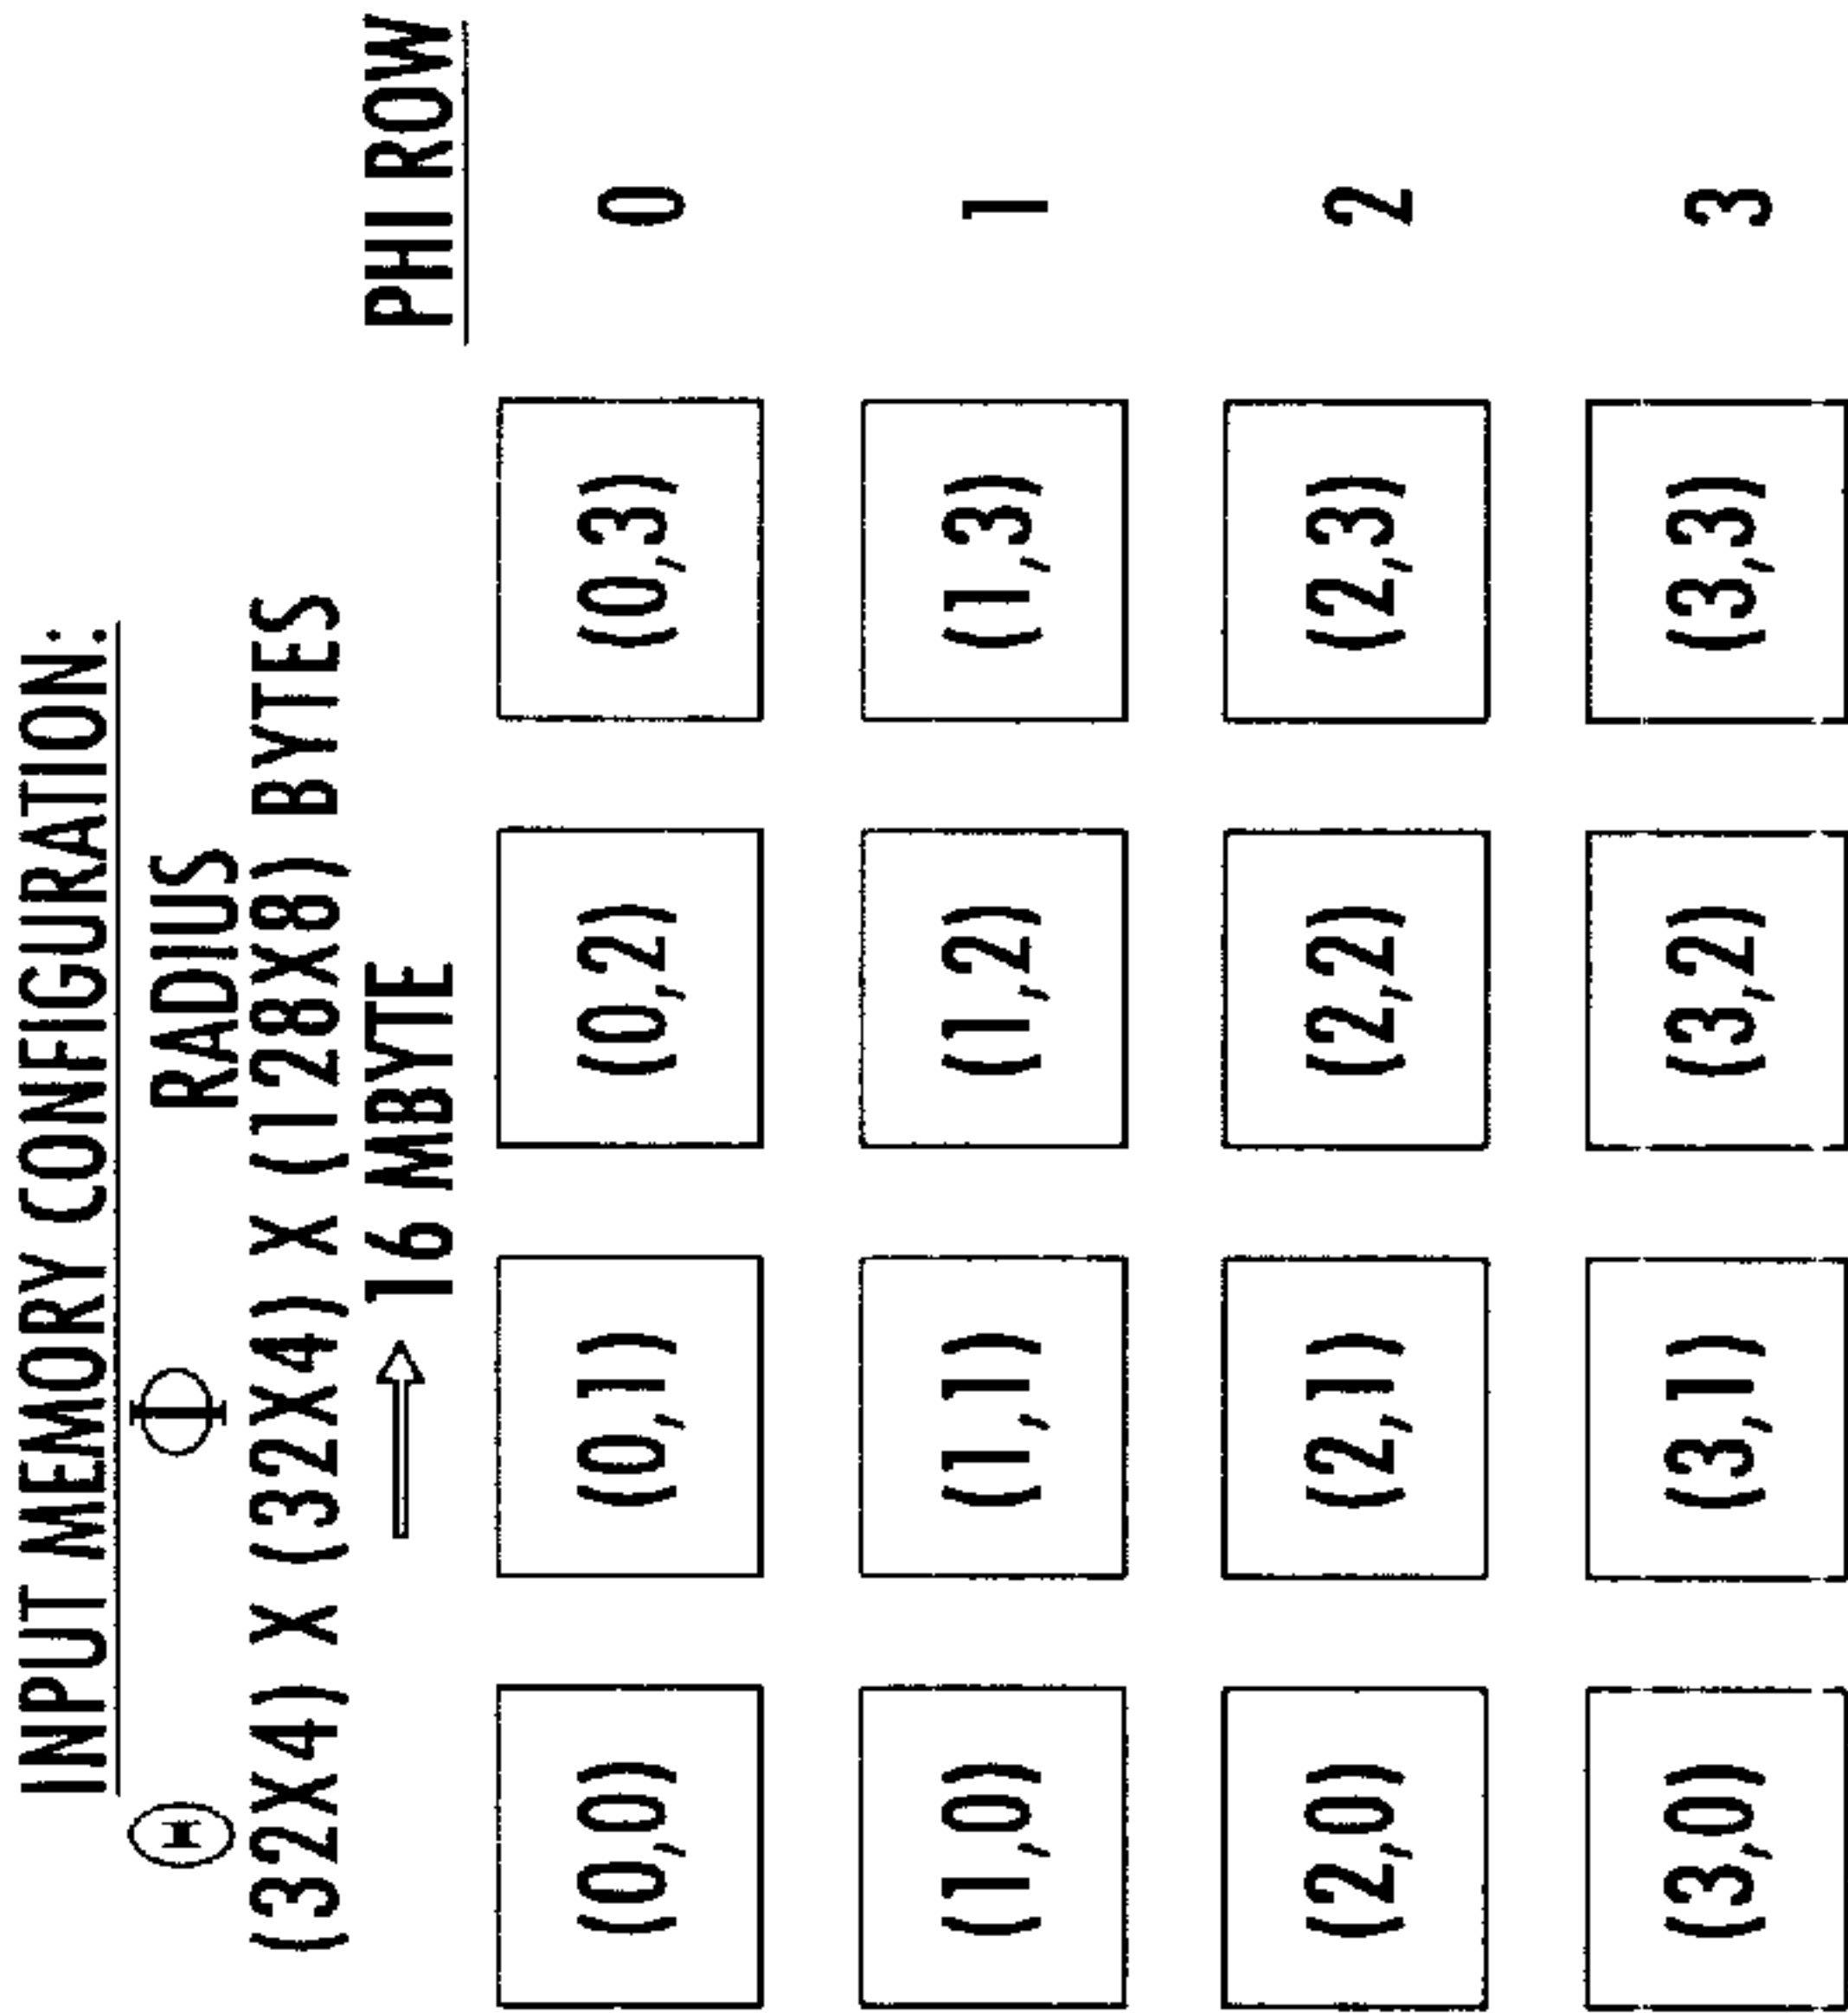 INPUT MEMORY CONFIGURATION:
Θ Φ RADIUS
(32X4) X (32X4) X (128X8) BYTES
16 MBYTE PHI ROW
(0,0) (0,1) (0,2) (0,3) 0
(1,0) (1,1) (1,2) (1,3) 1
(2,0) (2,1) (2,2) (2,3) 2
(3,0) (3,1) (3,2) (3,3) 3